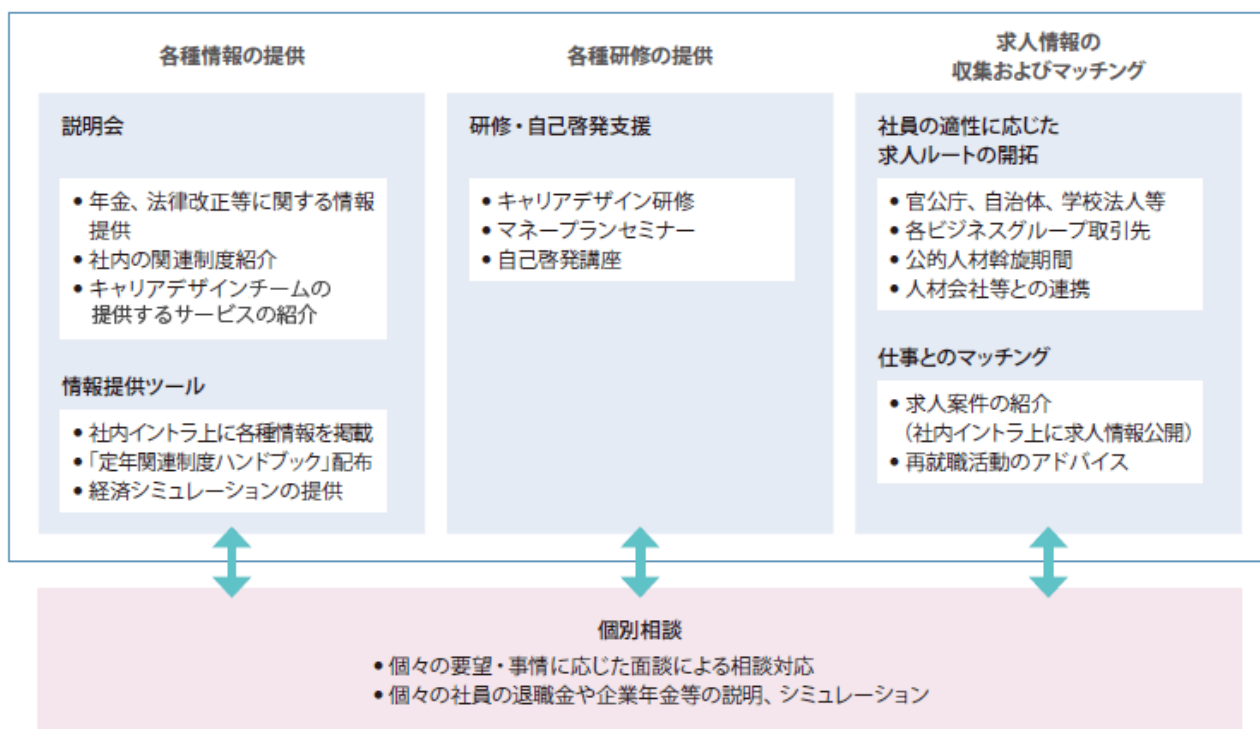 各種情報の提供
説明会
• 年金、法律改正等に関する情報
提供
• 社内の関連制度紹介
• キャリアデザインチームの
提供するサービスの紹介
情報提供ツール
• 社内イントラ上に各種情報を掲載
• 「定年関連制度ハンドブック」配布
• 経済シミュレーションの提供
各種研修の提供
研修・自己啓発支援
• キャリアデザイン研修
• マネープランセミナー
• 自己啓発講座
求人情報の
収集およびマッチング
社員の適性に応じた
求人ルートの開拓
• 官公庁、自治体、学校法人等
• 各ビジネスグループ取引先
• 公的人材斡旋期間
• 人材会社等との連携
仕事とのマッチング
• 求人案件の紹介
（社内イントラ上に求人情報公開）
• 再就職活動のアドバイス
個別相談
• 個々の要望・事情に応じた面談による相談対応
• 個々の社員の退職金や企業年金等の説明、シミュレーション